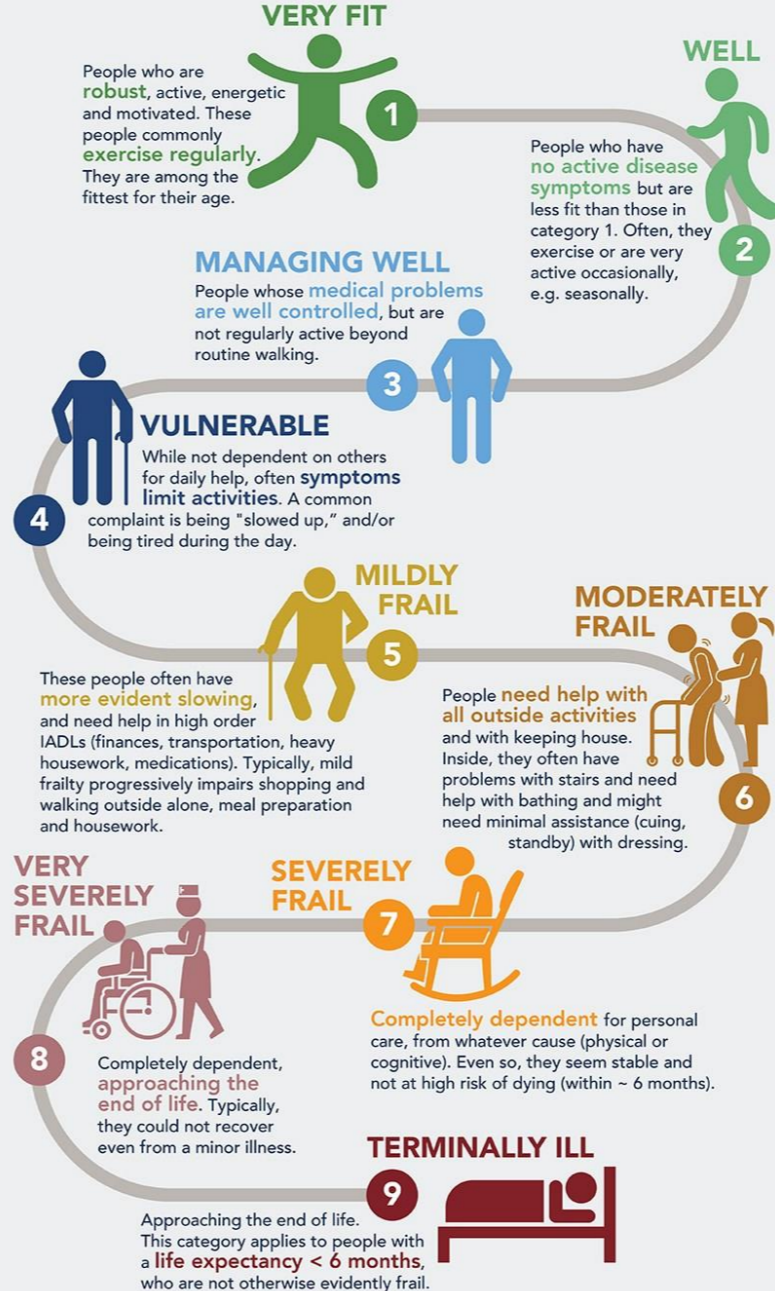 VERY FIT
People who are
robust, active, energetic
and motivated. These
people commonly
exercise regularly.
They are among the
fittest for their age.
1
WELL
People who have
no active disease
symptoms but are
less fit than those in
category 1. Often, they
exercise or are very
active occasionally,
e.g. seasonally.
2
MANAGING WELL
People whose medical problems
are well controlled, but are
not regularly active beyond
routine walking.
3
VULNERABLE
While not dependent on others
for daily help, often symptoms
limit activities. A common
complaint is being "slowed up," and/or
being tired during the day.
4
MILDLY
FRAIL
5
These people often have
more evident slowing,
and need help in high order
IADLs (finances, transportation, heavy
housework, medications). Typically, mild
frailty progressively impairs shopping and
walking outside alone, meal preparation
and housework.
MODERATELY
FRAIL
People need help with
all outside activities
and with keeping house.
Inside, they often have
problems with stairs and need
help with bathing and might
need minimal assistance (cuing,
standby) with dressing.
6
SEVERELY
FRAIL
7
Completely dependent for personal
care, from whatever cause (physical or
cognitive). Even so, they seem stable and
not at high risk of dying (within ~ 6 months).
VERY
SEVERELY
FRAIL
8
Completely dependent,
approaching the
end of life. Typically,
they could not recover
even from a minor illness.
TERMINALLY ILL
9
Approaching the end of life.
This category applies to people with
a life expectancy < 6 months,
who are not otherwise evidently frail.